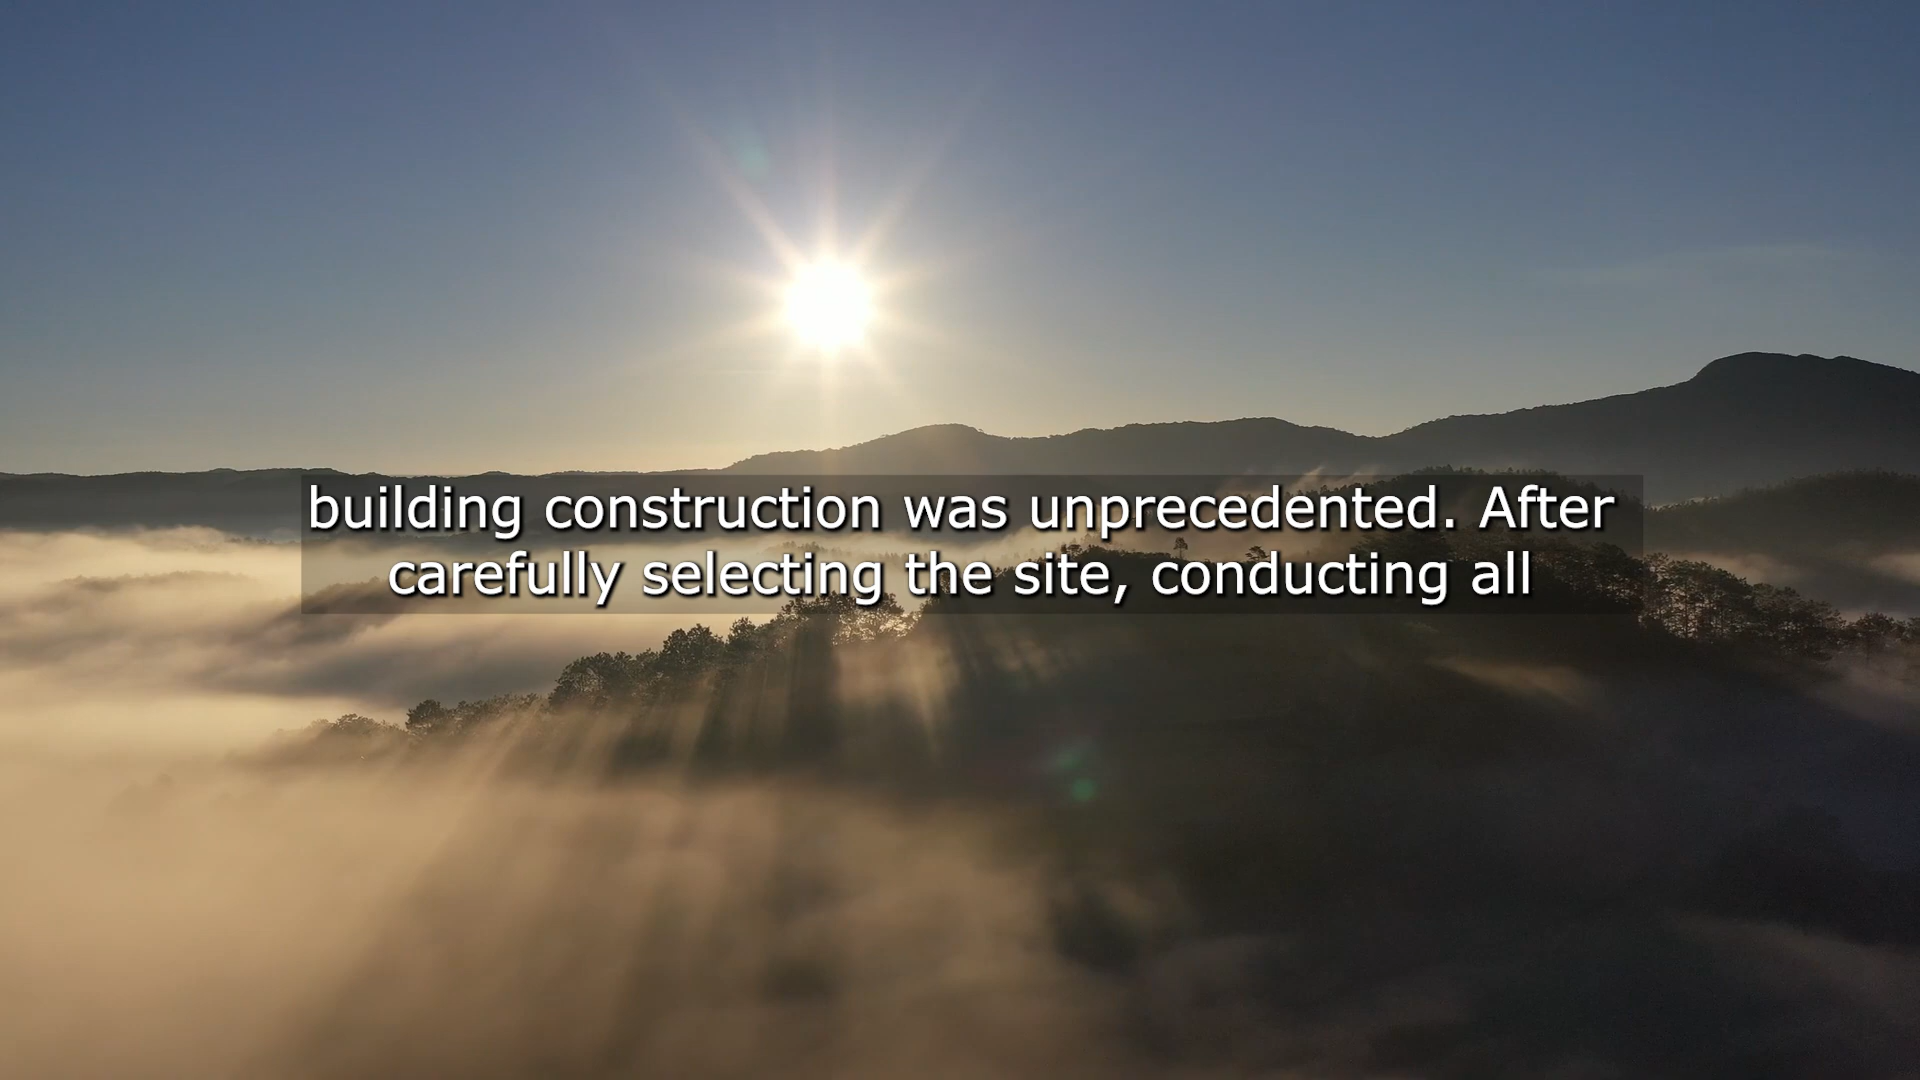 building construction was unprecedented. After
carefully selecting the site, conducting all